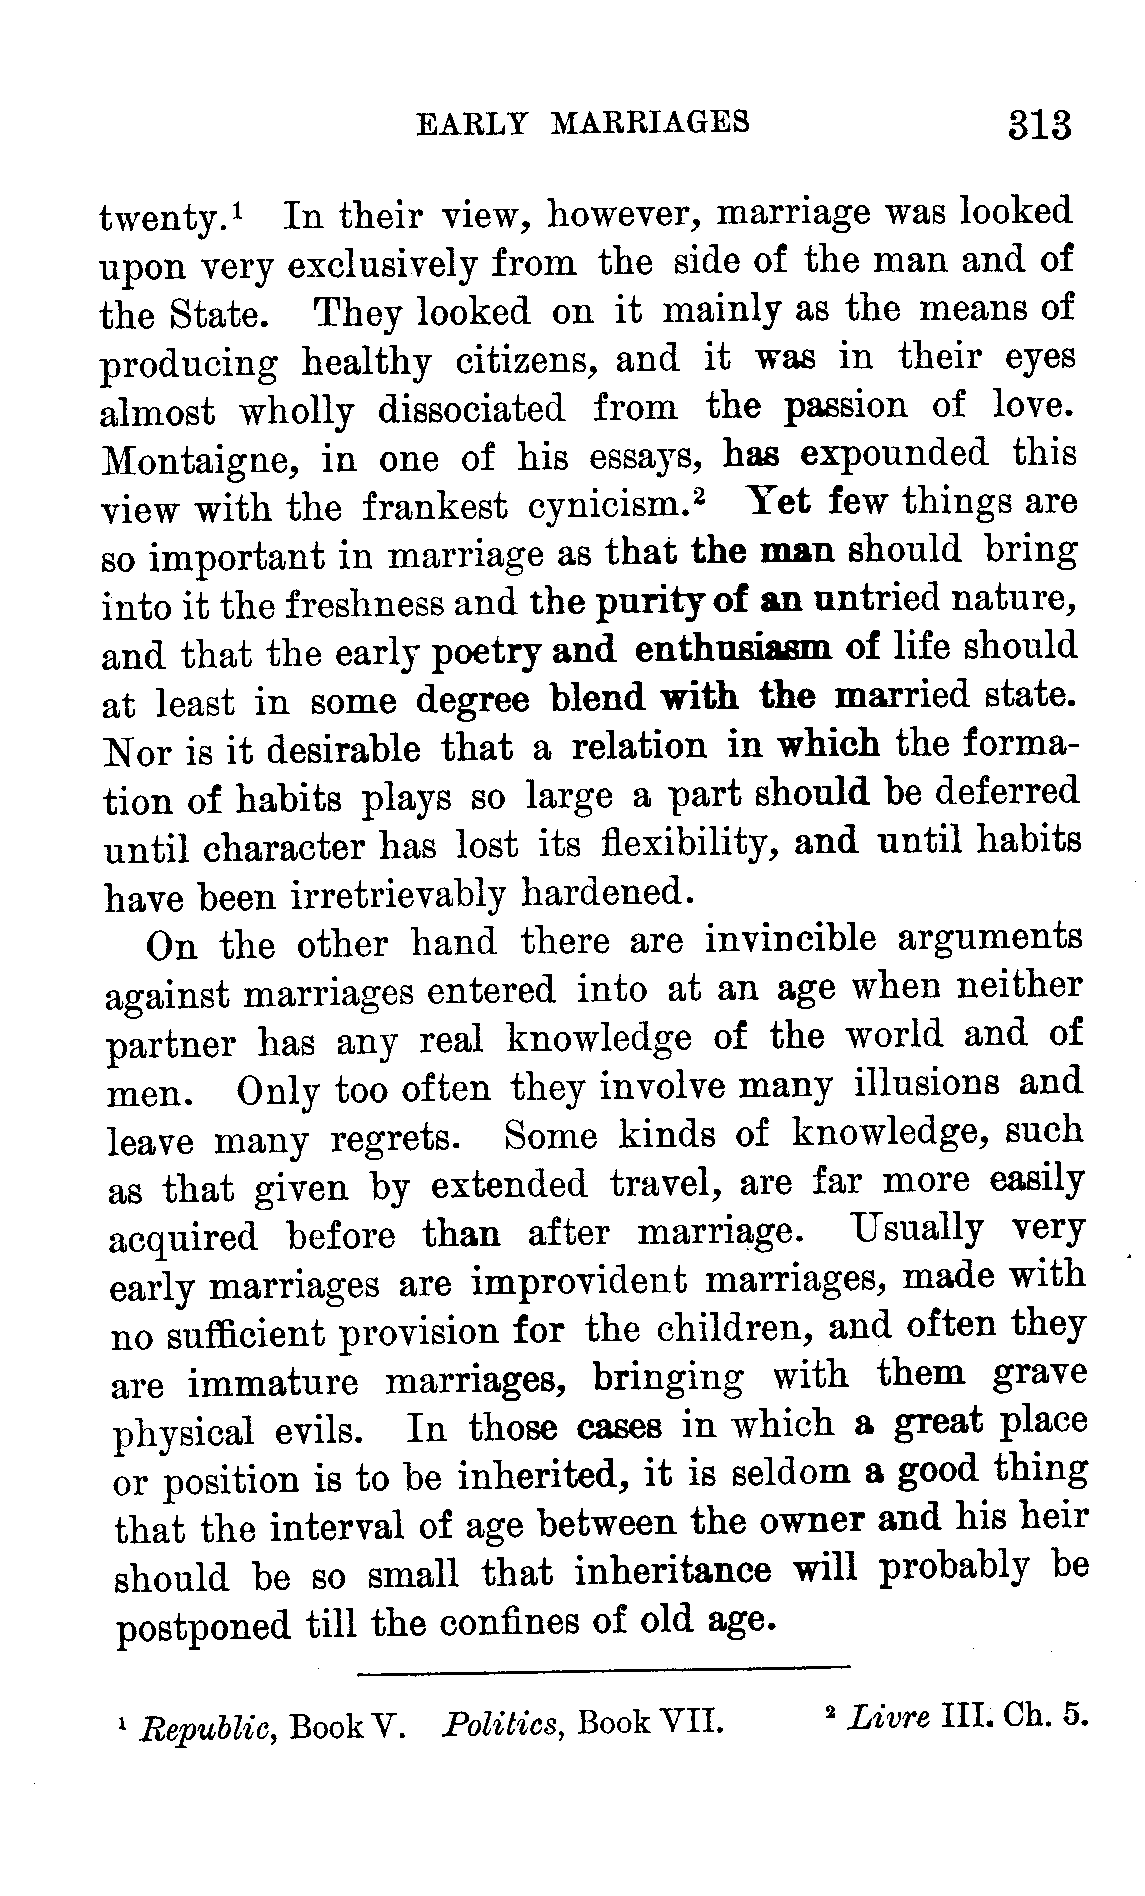 EARLY MARRIAGES 313
twenty.¹ In their view, however, marriage was looked
upon very exclusively from the side of the man and of
the State. They looked on it mainly as the means of
producing healthy citizens, and it was in their eyes
almost wholly dissociated from the passion of love.
Montaigne, in one of his essays, has expounded this
view with the frankest cynicism.² Yet few things are
so important in marriage as that the man should bring
into it the freshness and the purity of an untried nature,
and that the early poetry and enthusiasm of life should
at least in some degree blend with the married state.
Nor is it desirable that a relation in which the forma-
tion of habits plays so large a part should be deferred
until character has lost its flexibility, and until habits
have been irretrievably hardened.
On the other hand there are invincible arguments
against marriages entered into at an age when neither
partner has any real knowledge of the world and of
men. Only too often they involve many illusions and
leave many regrets. Some kinds of knowledge, such
as that given by extended travel, are far more easily
acquired before than after marriage. Usually very
early marriages are improvident marriages, made with
no sufficient provision for the children, and often they
are immature marriages, bringing with them grave
physical evils. In those cases in which a great place
or position is to be inherited, it is seldom a good thing
that the interval of age between the owner and his heir
should be so small that inheritance will probably be
postponed till the confines of old age.
¹ Republic, Book V. Politics, Book VII. ² Livre III. Ch. 5.